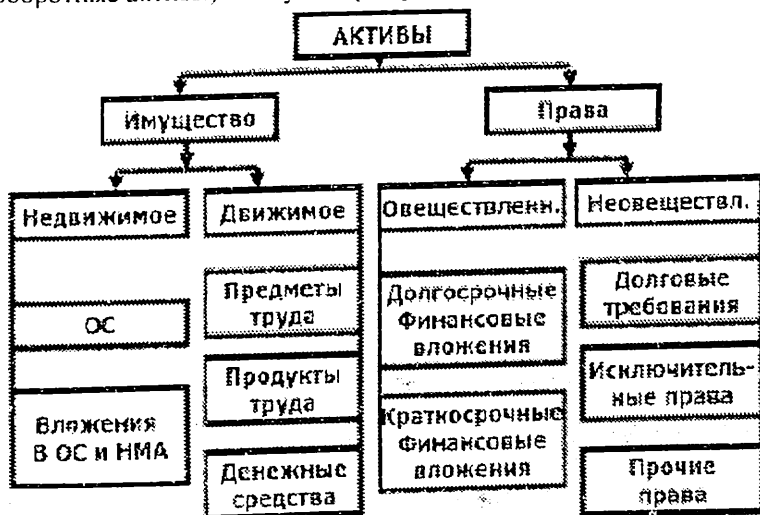 АКТИВЫ
Имущество
Права
Недвижимое
Движимое
Овеществленн.
Неовеществл.
ОС
Вложения
В ОС и НМА
Предметы
труда
Продукты
труда
Денежные
средства
Долгосрочные
Финансовые
вложения
Краткосрочные
Финансовые
вложения
Долговые
требования
Исключитель-
ные права
Прочие
права